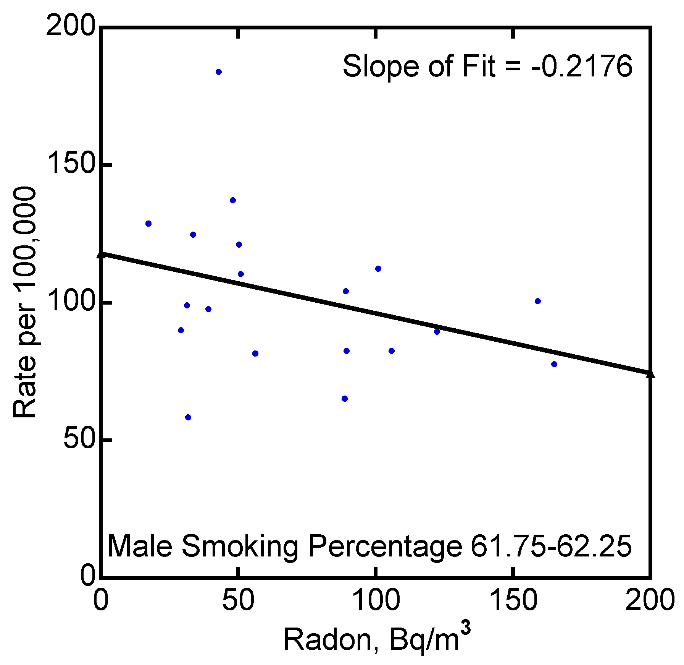 200
Slope of Fit = -0.2176
150
Rate per 100,000
100
50
Male Smoking Percentage 61.75-62.25
0
0 50 100 150 200
Radon, Bq/m³